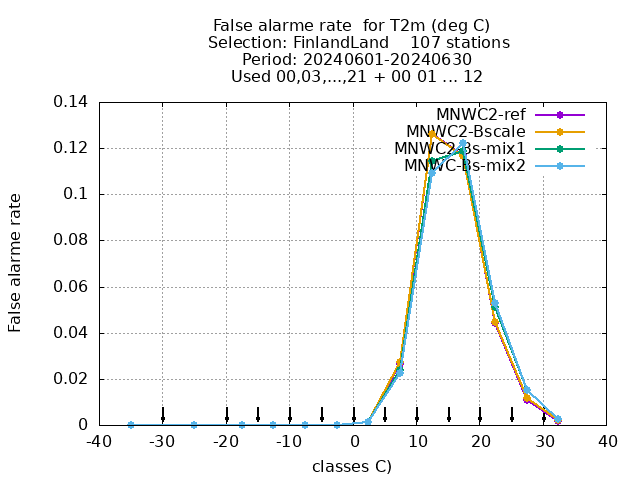 False alarme rate  for T2m (deg C)
Selection: FinlandLand    107 stations
Period: 20240601-20240630
Used 00,03,...,21 + 00 01 ... 12
False alarme rate
0.14
0.12
0.1
0.08
0.06
0.04
0.02
0
-40 -30 -20 -10 0 10 20 30 40
classes C)
MNWC2-ref
MNWC2-Bscale
MNWC2-Bs-mix1
MNWC-Bs-mix2